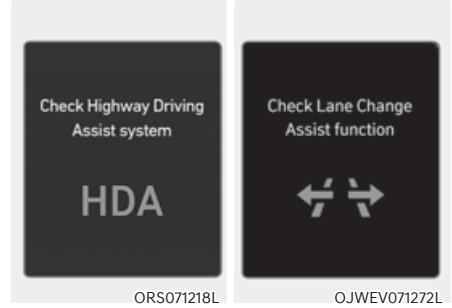 Check Highway Driving
Assist system
HDA
ORS071218L
Check Lane Change
Assist function
OJWEV071272L